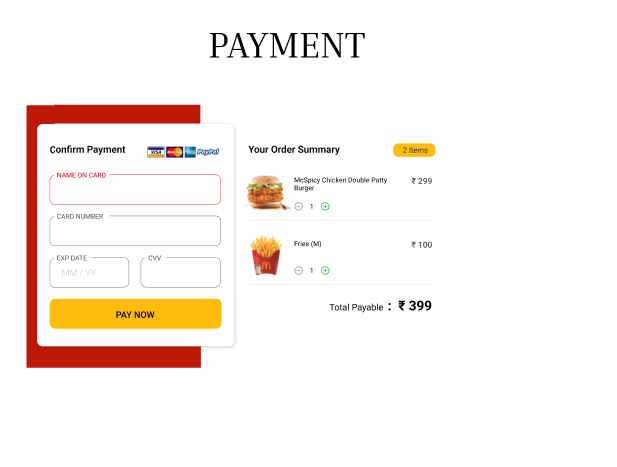 PAYMENT
Confirm Payment
VISA MasterCard PayPal
NAME ON CARD
CARD NUMBER
EXP DATE
CVV
MM / YY
PAY NOW
Your Order Summary
2 Items
McSpicy Chicken Double Patty
Burger
₹ 299
1
Fries (M)
₹ 100
1
Total Payable : ₹ 399